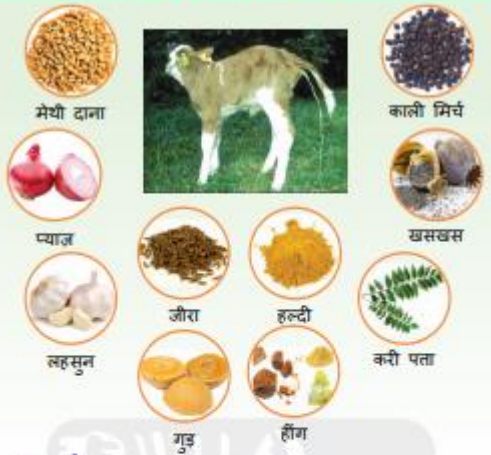 मेथी दाना
काली मिर्च
प्याज
खसखस
जीरा
हल्दी
लहसुन
करी पता
गुड़
हींग